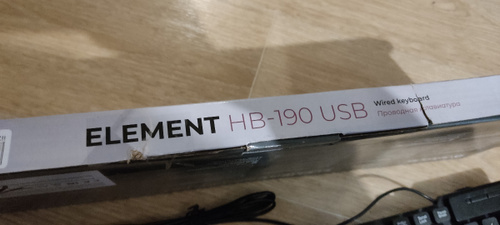 ELEMENT HB-190 USB
Wired keyboard
Проводная клавиатура